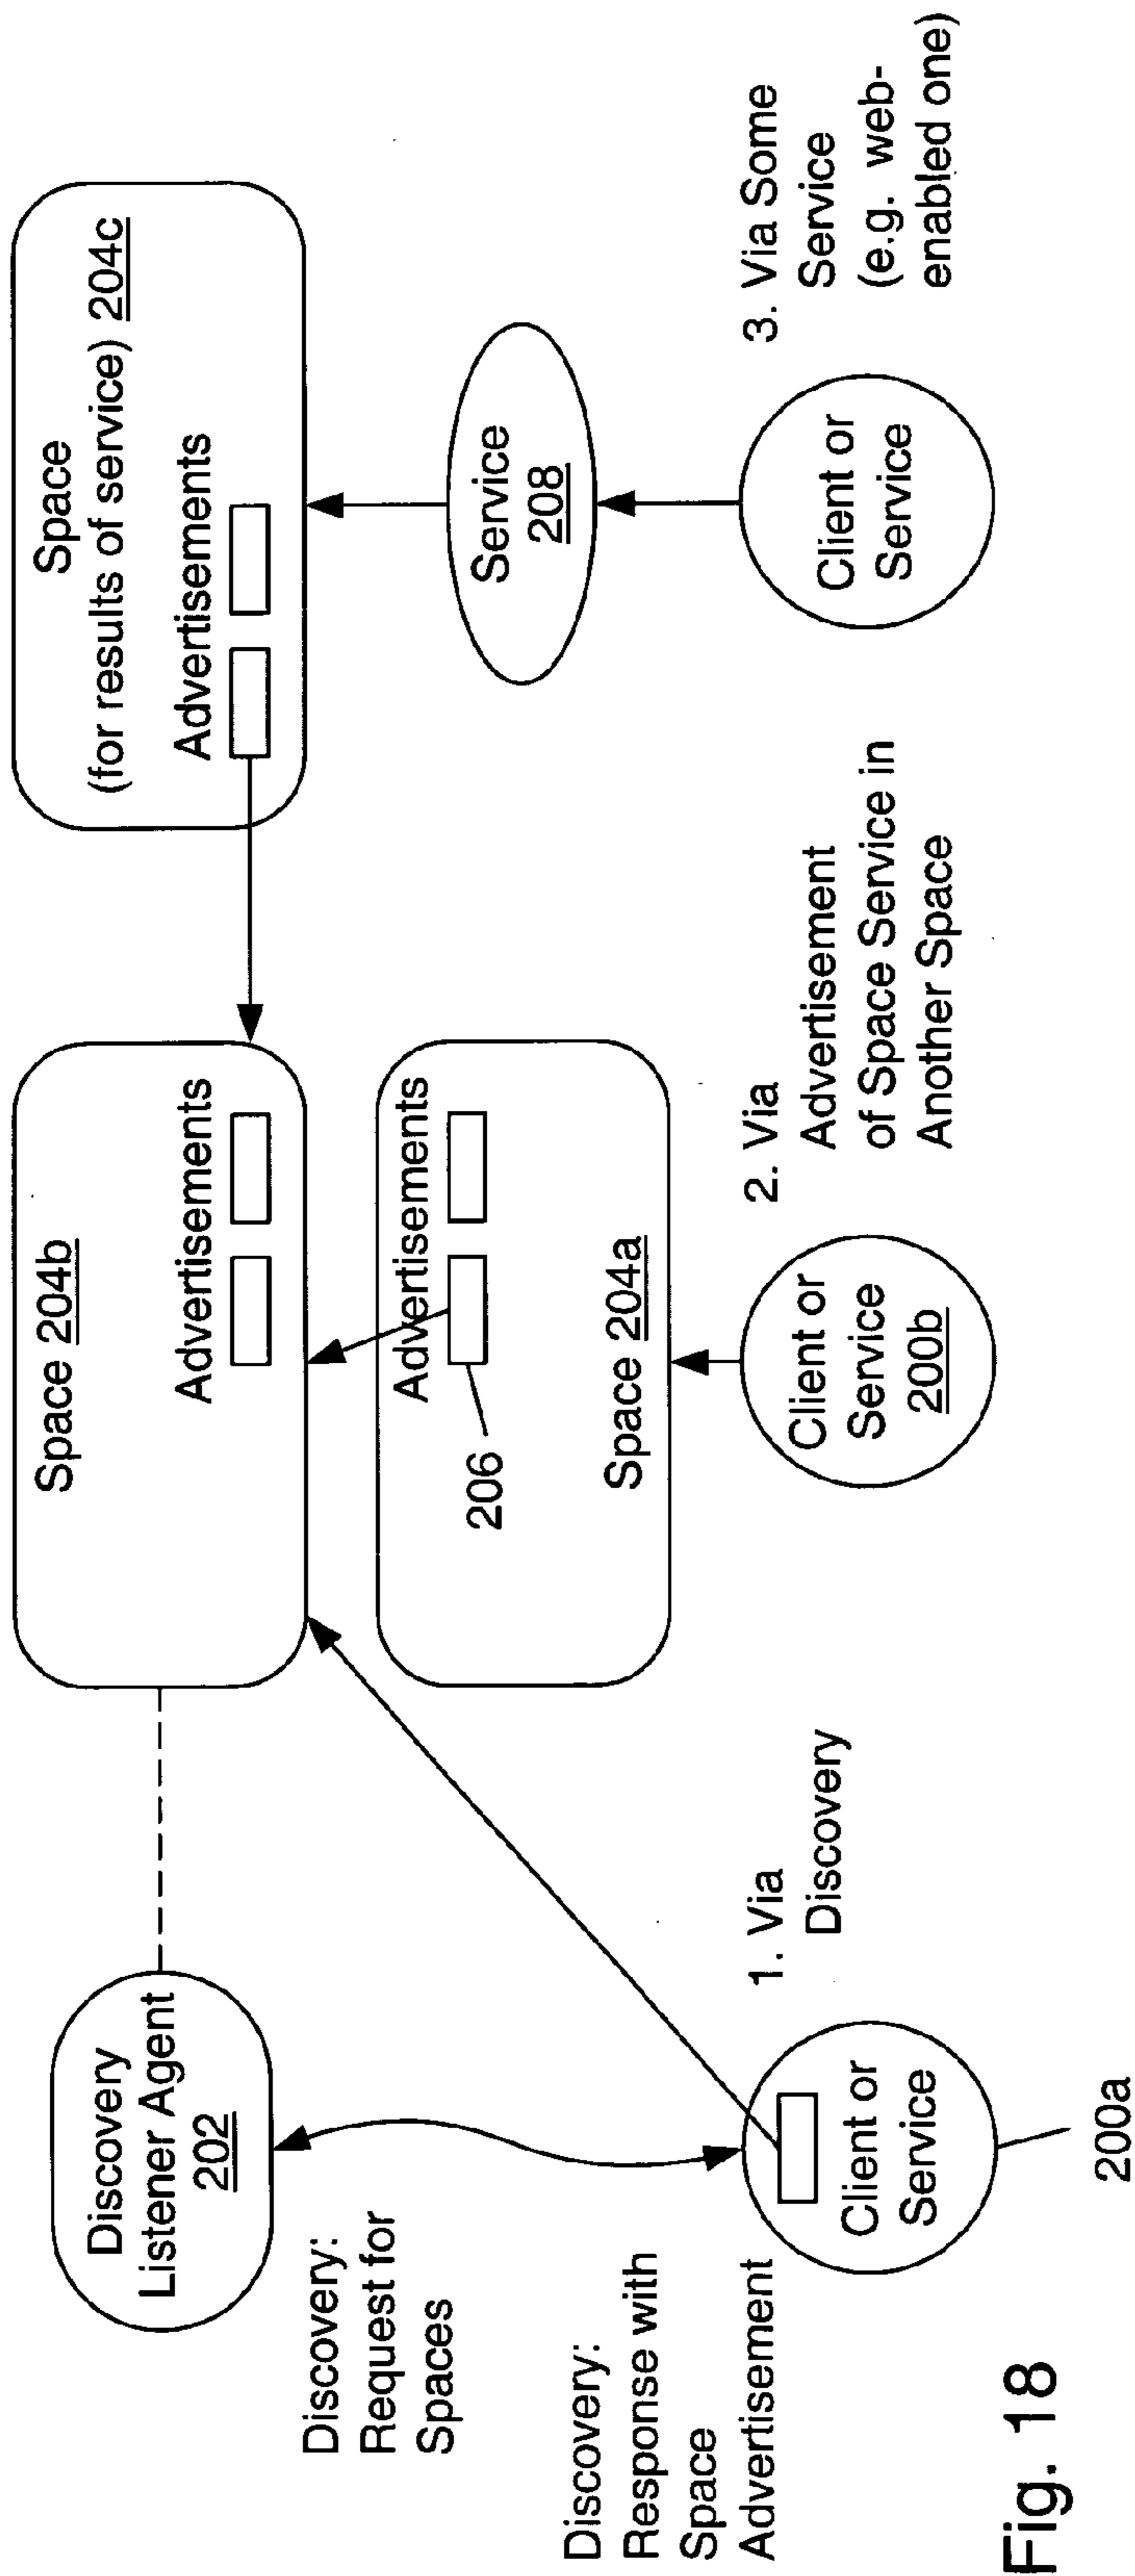 Discovery
Listener Agent
202
Space 204b
Advertisements
Space
(for results of service) 204c
Advertisements
Discovery:
Request for
Spaces
Advertisements
206
Space 204a
Service
208
Discovery:
Response with
Space
Advertisement
Client or
Service
200a
1. Via
Discovery
Client or
Service
200b
2. Via
Advertisement
of Space Service in
Another Space
Client or
Service
3. Via Some
Service
(e.g. web-
enabled one)
Fig. 18